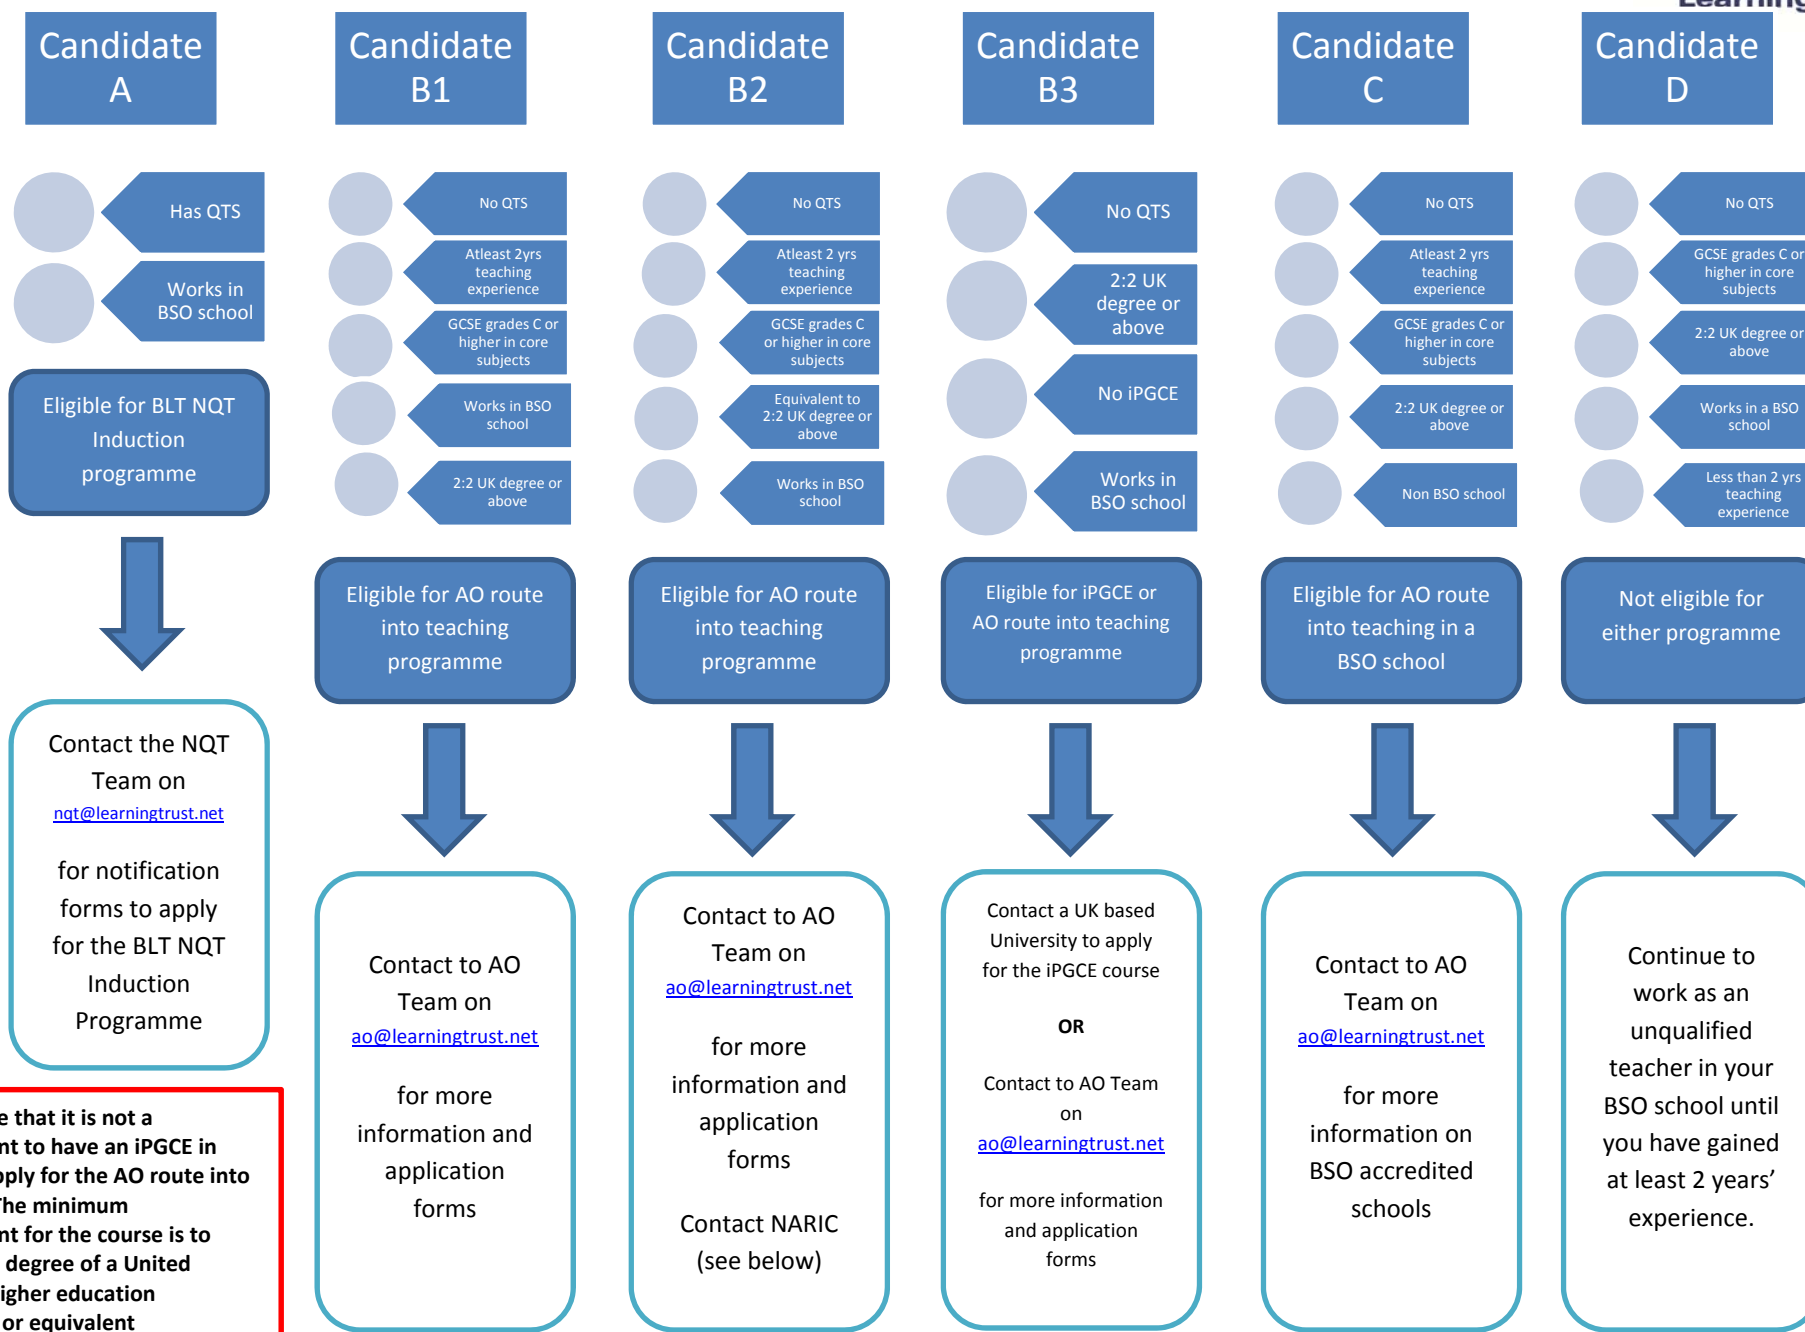 Learning
Candidate
A
Has QTS
Works in
BSO school
Eligible for BLT NQT
Induction
programme
Contact the NQT
Team on
nqt@learningtrust.net
for notification
forms to apply
for the BLT NQT
Induction
Programme
e that it is not a
nt to have an iPGCE in
pply for the AO route into
The minimum
nt for the course is to
degree of a United
igher education
or equivalent
Candidate
B1
No QTS
Atleast 2yrs
teaching
experience
GCSE grades C or
higher in core
subjects
Works in BSO
school
2:2 UK degree or
above
Eligible for AO route
into teaching
programme
Contact to AO
Team on
ao@learningtrust.net
for more
information and
application
forms
Candidate
B2
No QTS
Atleast 2 yrs
teaching
experience
GCSE grades C
or higher in core
subjects
Equivalent to
2:2 UK degree or
above
Works in BSO
school
Eligible for AO route
into teaching
programme
Contact to AO
Team on
ao@learningtrust.net
for more
information and
application
forms
Contact NARIC
(see below)
Candidate
B3
No QTS
2:2 UK
degree or
above
No iPGCE
Works in
BSO school
Eligible for iPGCE or
AO route into teaching
programme
Contact a UK based
University to apply
for the iPGCE course
OR
Contact to AO Team
on
ao@learningtrust.net
for more information
and application
forms
Candidate
C
No QTS
Atleast 2 yrs
teaching
experience
GCSE grades C or
higher in core
subjects
2:2 UK degree or
above
Non BSO school
Eligible for AO route
into teaching in a
BSO school
Contact to AO
Team on
ao@learningtrust.net
for more
information on
BSO accredited
schools
Candidate
D
No QTS
GCSE grades C or
higher in core
subjects
2:2 UK degree or
above
Works in a BSO
school
Less than 2 yrs
teaching
experience
Not eligible for
either programme
Continue to
work as an
unqualified
teacher in your
BSO school until
you have gained
at least 2 years’
experience.